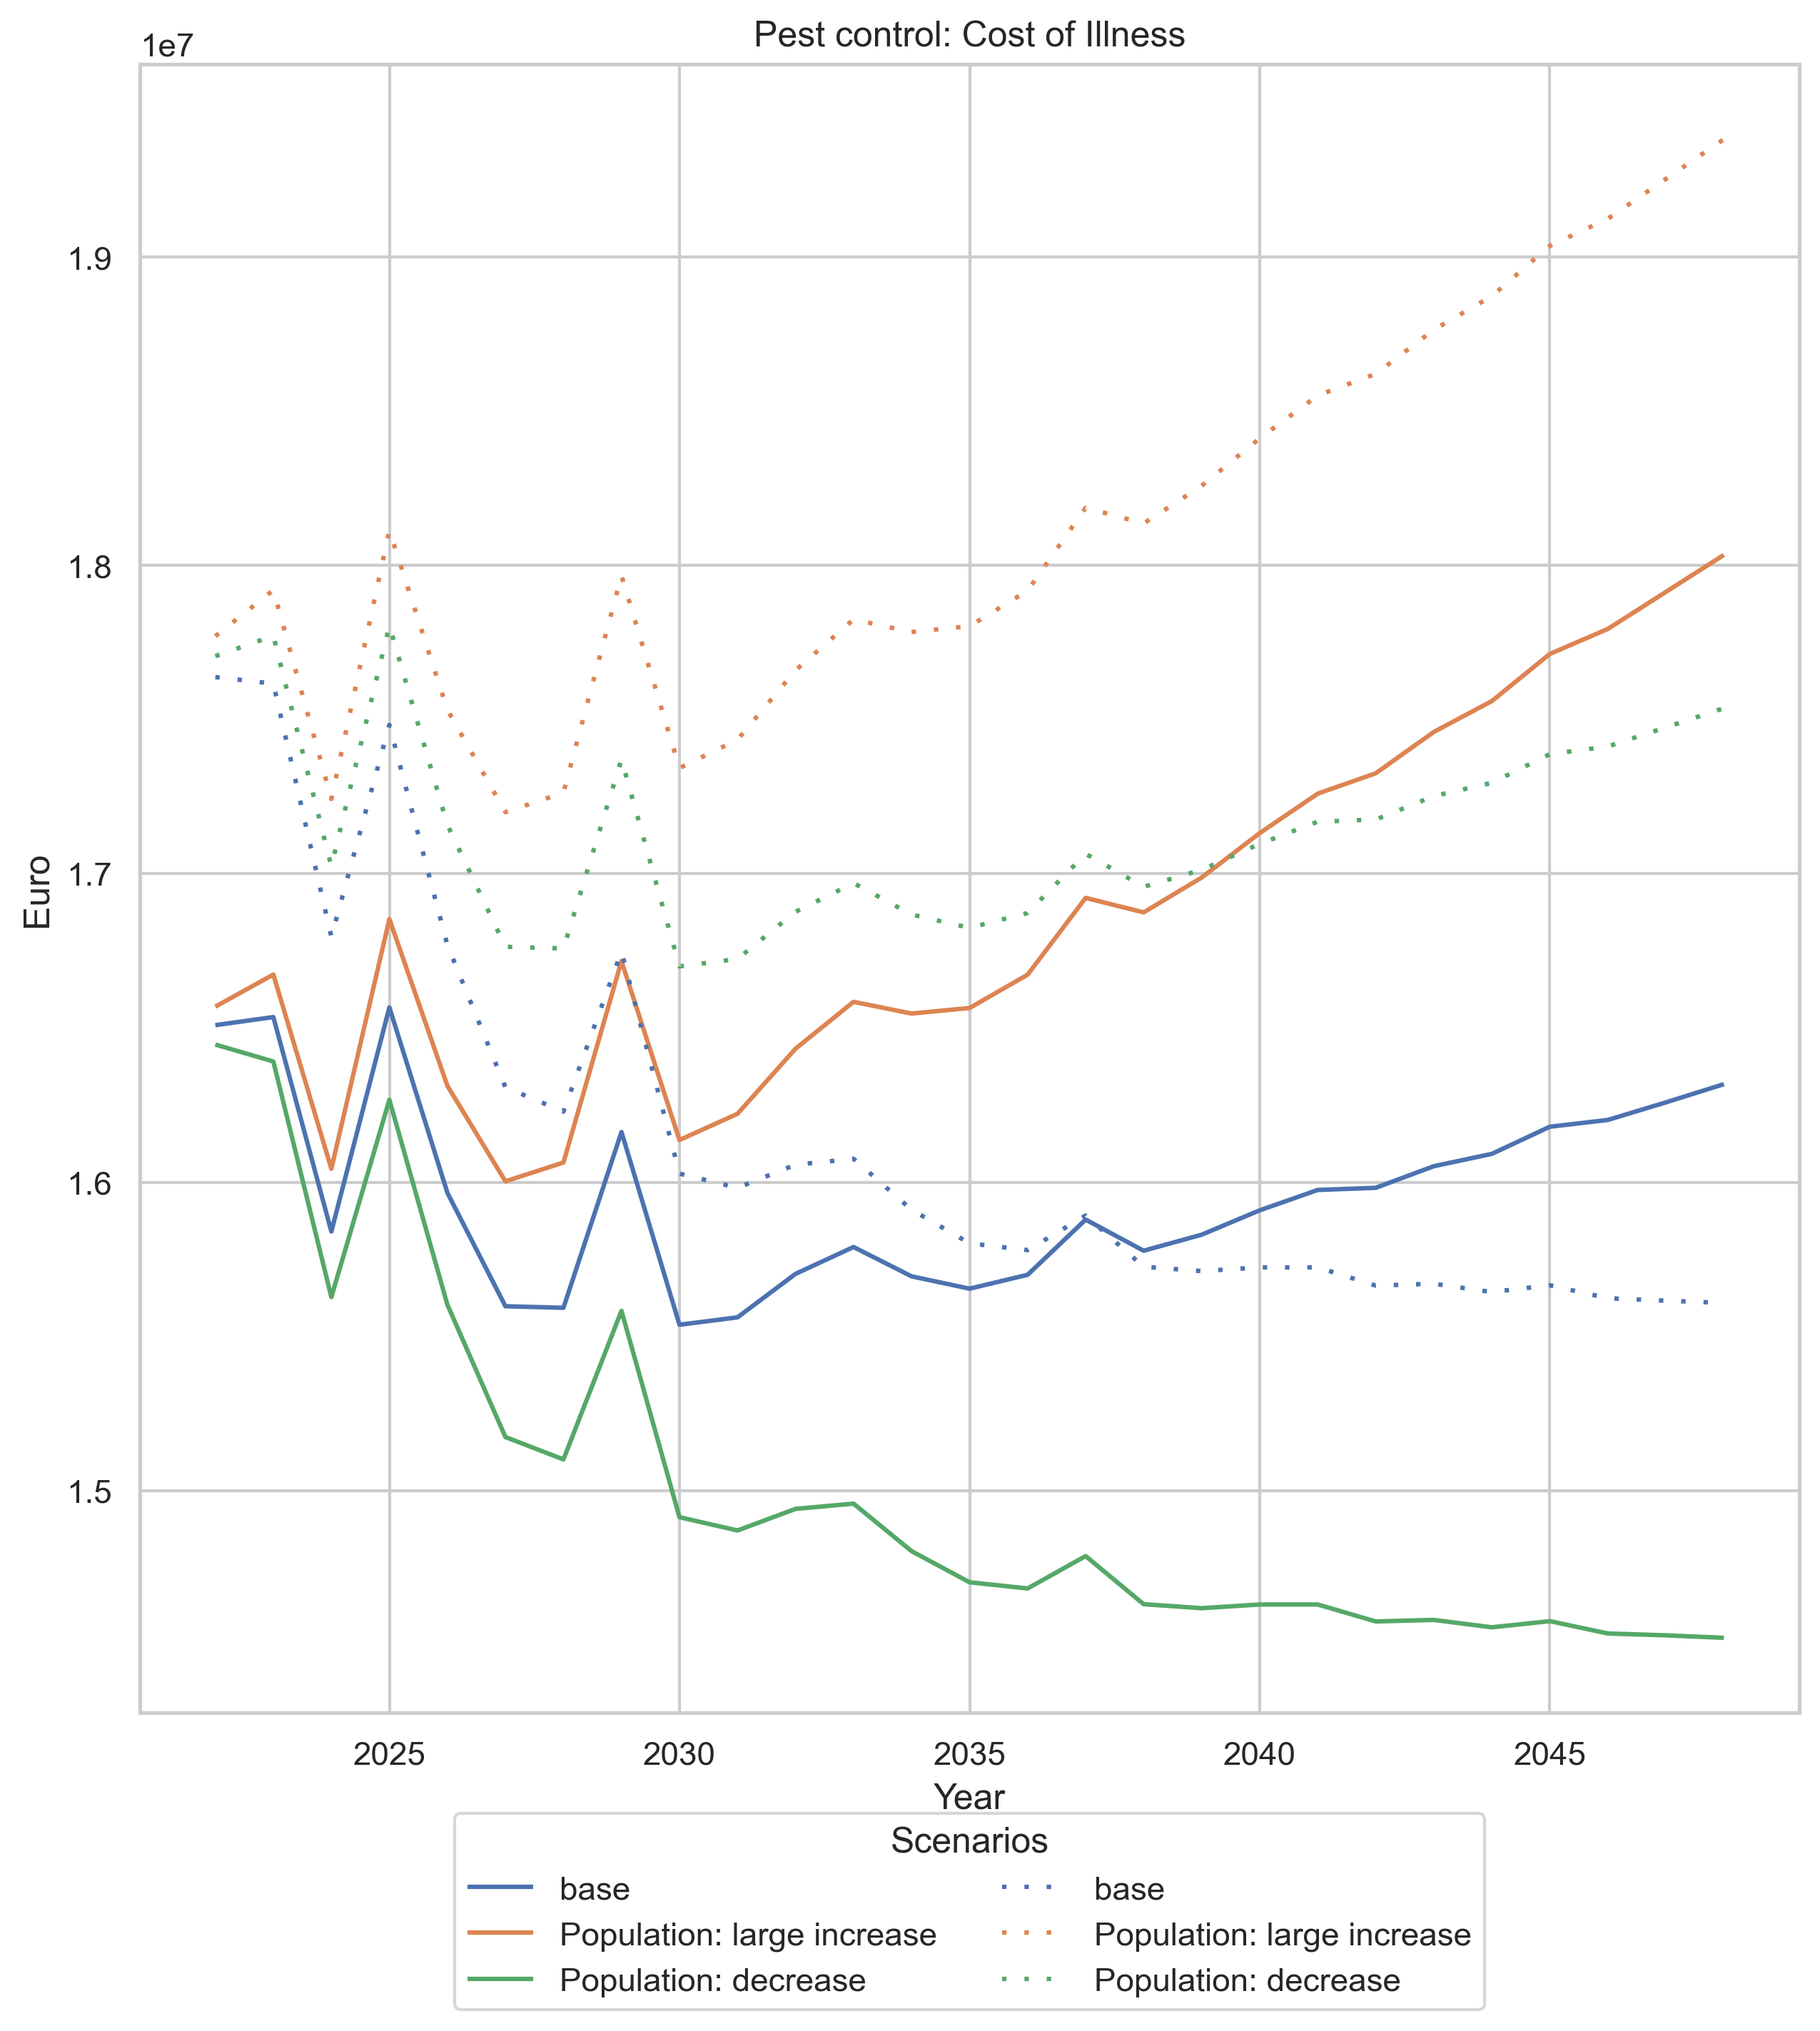 Pest control: Cost of Illness
1e7
1.9
1.8
1.7
1.6
1.5
Euro
2025 2030 2035 2040 2045
Year
Scenarios
base base
Population: large increase Population: large increase
Population: decrease Population: decrease